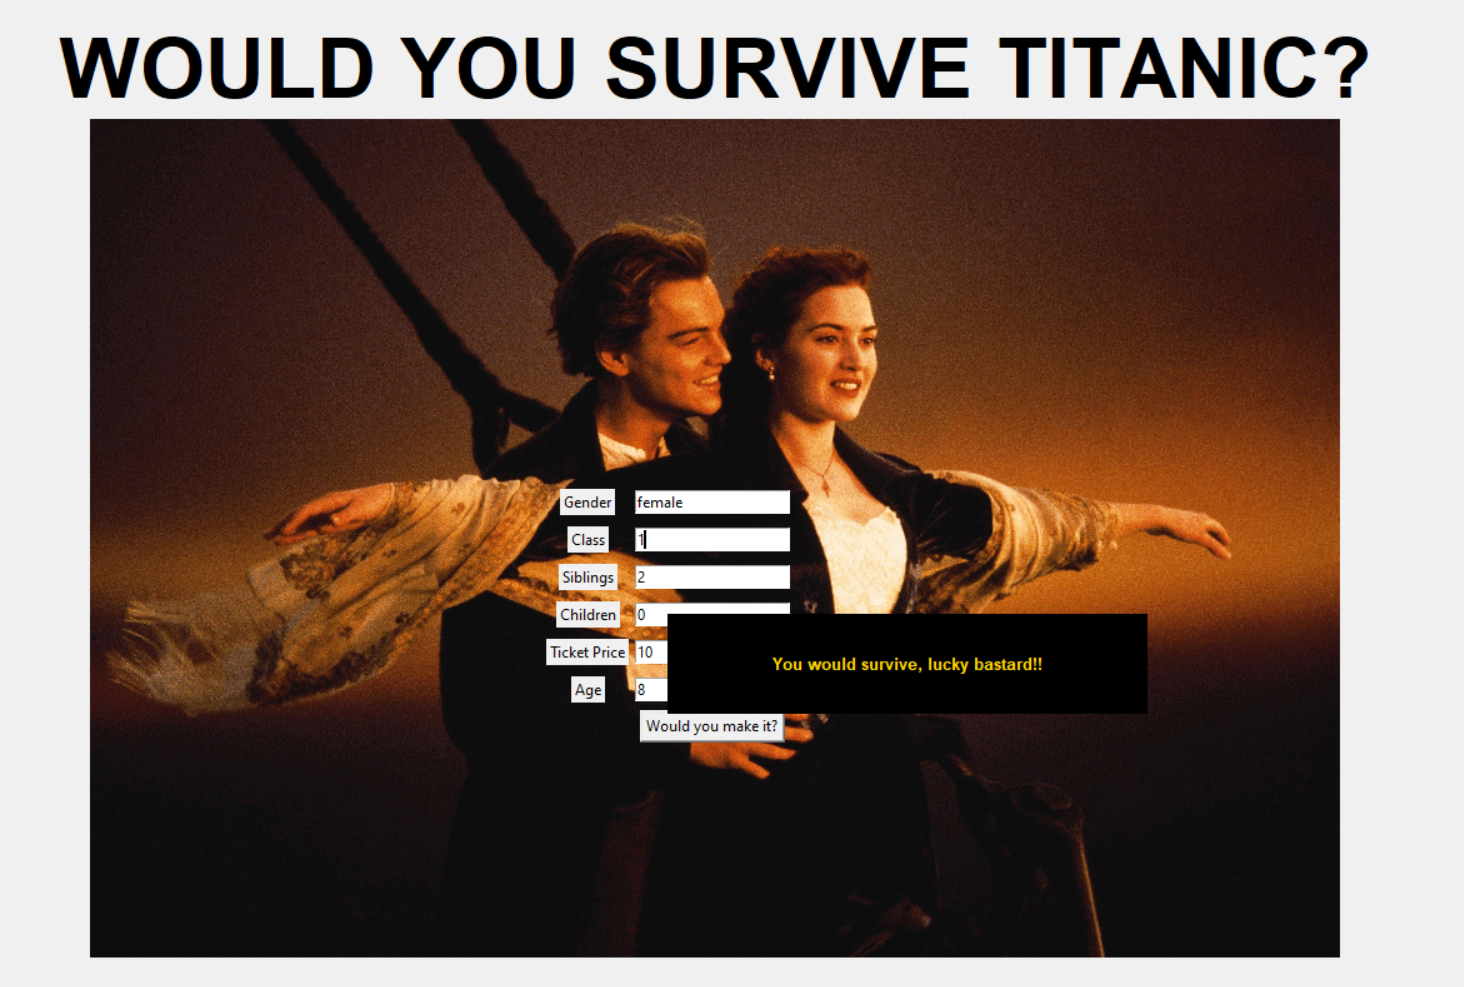 WOULD YOU SURVIVE TITANIC?
Gender female
Class 1
Siblings 2
Children 0
Ticket Price 10
You would survive, lucky bastard!!
Age 8
Would you make it?